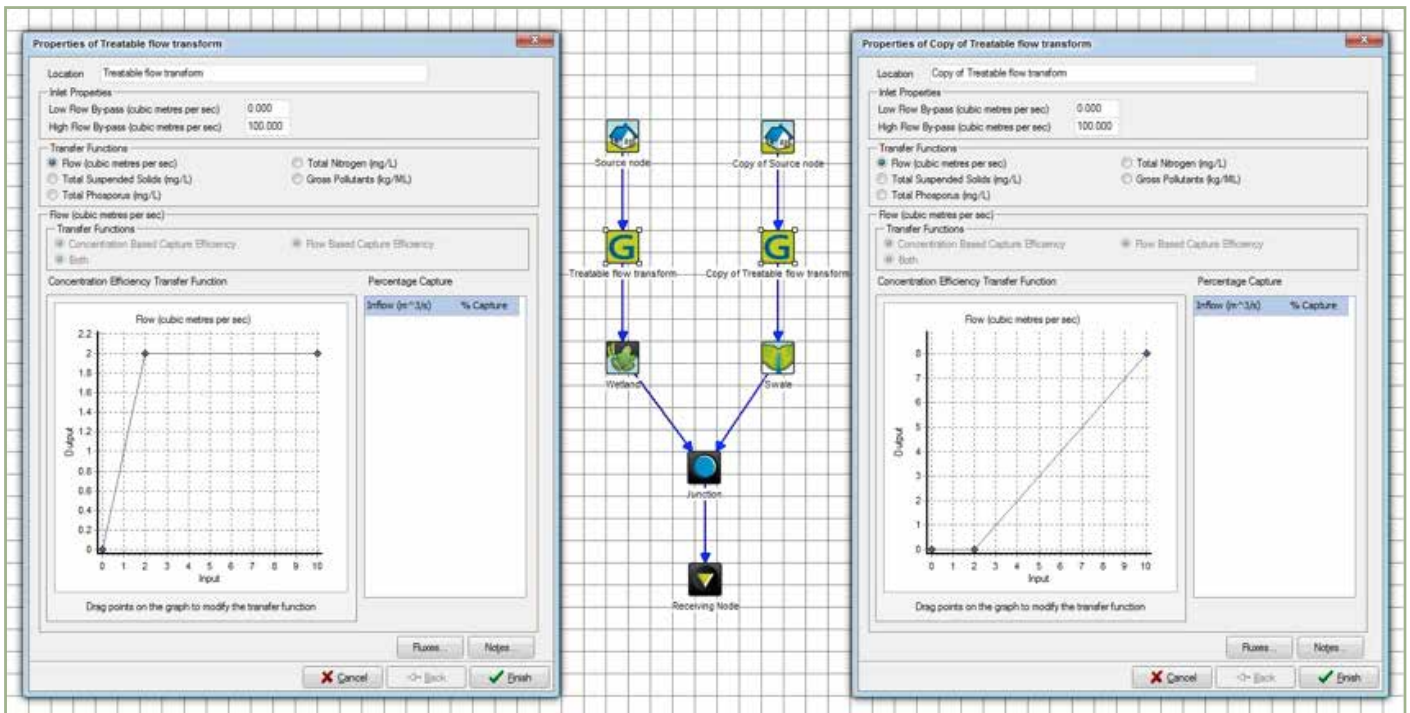 Properties of Treatable flow transform
Location Treatable flow transform
Inlet Properties
Low Flow By-pass (cubic metres per sec) 0.000
High Flow By-pass (cubic metres per sec) 100.000
Transfer Functions
Flow (cubic metres per sec) Total Nitrogen (mg/L)
Total Suspended Solids (mg/L) Gross Pollutants (kg/ML)
Total Phosporus (mg/L)
Flow (cubic metres per sec)
Transfer Functions
Concentration Based Capture Efficiency Flow Based Capture Efficiency
Both
Concentration Efficiency Transfer Function Percentage Capture
Inflow (m^3/s) % Capture
Flow (cubic metres per sec)
2.2
2
1.8
1.6
1.4
1.2
1
0.8
0.6
0.4
0.2
0
Output
0 1 2 3 4 5 6 7 8 9 10
Input
Drag points on the graph to modify the transfer function
Fluxes... Notes...
Cancel Back Finish
Source node Copy of Source node
G G
Treatable flow transform Copy of Treatable flow transform
Wetland Swale
Junction
Receiving Node
Properties of Copy of Treatable flow transform
Location Copy of Treatable flow transform
Inlet Properties
Low Flow By-pass (cubic metres per sec) 0.000
High Flow By-pass (cubic metres per sec) 100.000
Transfer Functions
Flow (cubic metres per sec) Total Nitrogen (mg/L)
Total Suspended Solids (mg/L) Gross Pollutants (kg/ML)
Total Phosporus (mg/L)
Flow (cubic metres per sec)
Transfer Functions
Concentration Based Capture Efficiency Flow Based Capture Efficiency
Both
Concentration Efficiency Transfer Function Percentage Capture
Inflow (m^3/s) % Capture
Flow (cubic metres per sec)
8
7
6
5
4
3
2
1
0
Output
0 1 2 3 4 5 6 7 8 9 10
Input
Drag points on the graph to modify the transfer function
Fluxes... Notes...
Cancel Back Finish